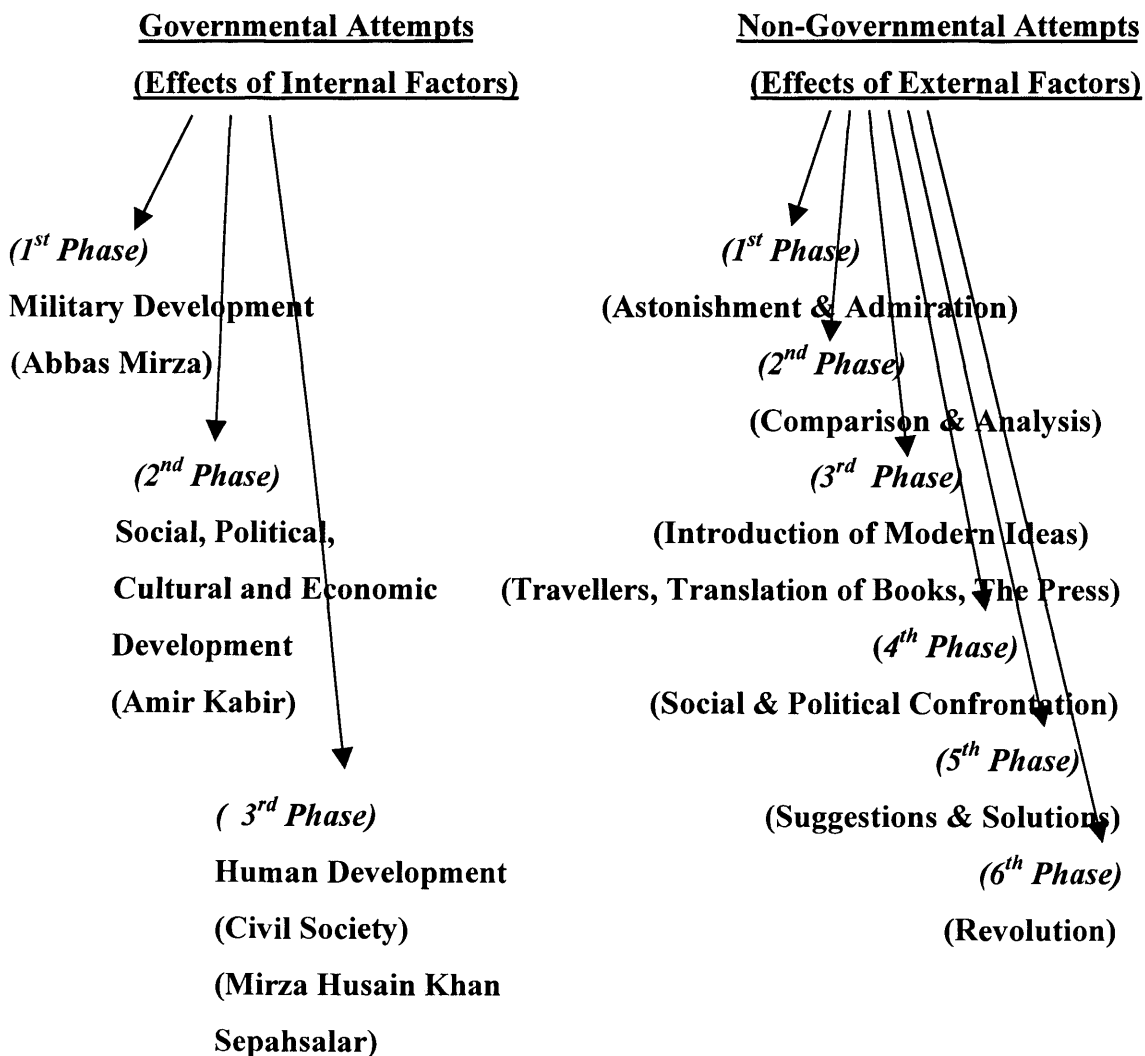 Governmental Attempts
(Effects of Internal Factors)
(1st Phase)
Military Development
(Abbas Mirza)
(2nd Phase)
Social, Political,
Cultural and Economic
Development
(Amir Kabir)
( 3rd Phase)
Human Development
(Civil Society)
(Mirza Husain Khan
Sepahsalar)
Non-Governmental Attempts
(Effects of External Factors)
(1st Phase)
(Astonishment & Admiration)
(2nd Phase)
(Comparison & Analysis)
(3rd Phase)
(Introduction of Modern Ideas)
(Travellers, Translation of Books, The Press)
(4th Phase)
(Social & Political Confrontation)
(5th Phase)
(Suggestions & Solutions)
(6th Phase)
(Revolution)